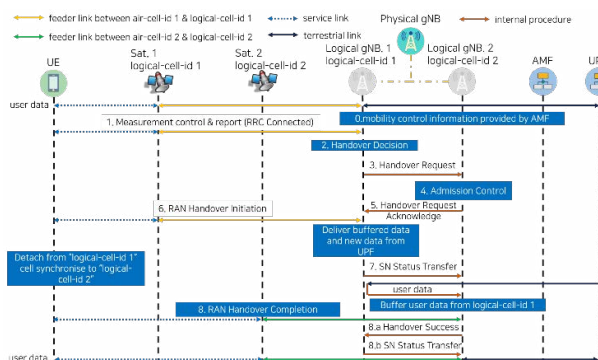 feeder link between air-cell-id 1 & logical-cell-id 1
service link
Physical gNB
internal procedure
feeder link between air-cell-id 2 & logical-cell-id 2
terrestrial link
UE
Sat. 1
logical-cell-id 1
Sat. 2
logical-cell-id 2
Logical gNB. 1
logical-cell-id 1
Logical gNB. 2
logical-cell-id 2
AMF
user data
1. Measurement control & report (RRC Connected)
0.mobility control information provided by AMF
2. Handover Decision
3. Handover Request
4. Admission Control
5. Handover Request
Acknowledge
6. RAN Handover Initiation
Deliver buffered data
and new data from
UPF
Detach from "logical-cell-id 1"
cell synchronise to "logical-
cell-id 2"
7. SN Status Transfer
user data
Buffer user data from logical-cell-id 1
8. RAN Handover Completion
8.a Handover Success
8.b SN Status Transfer
user data